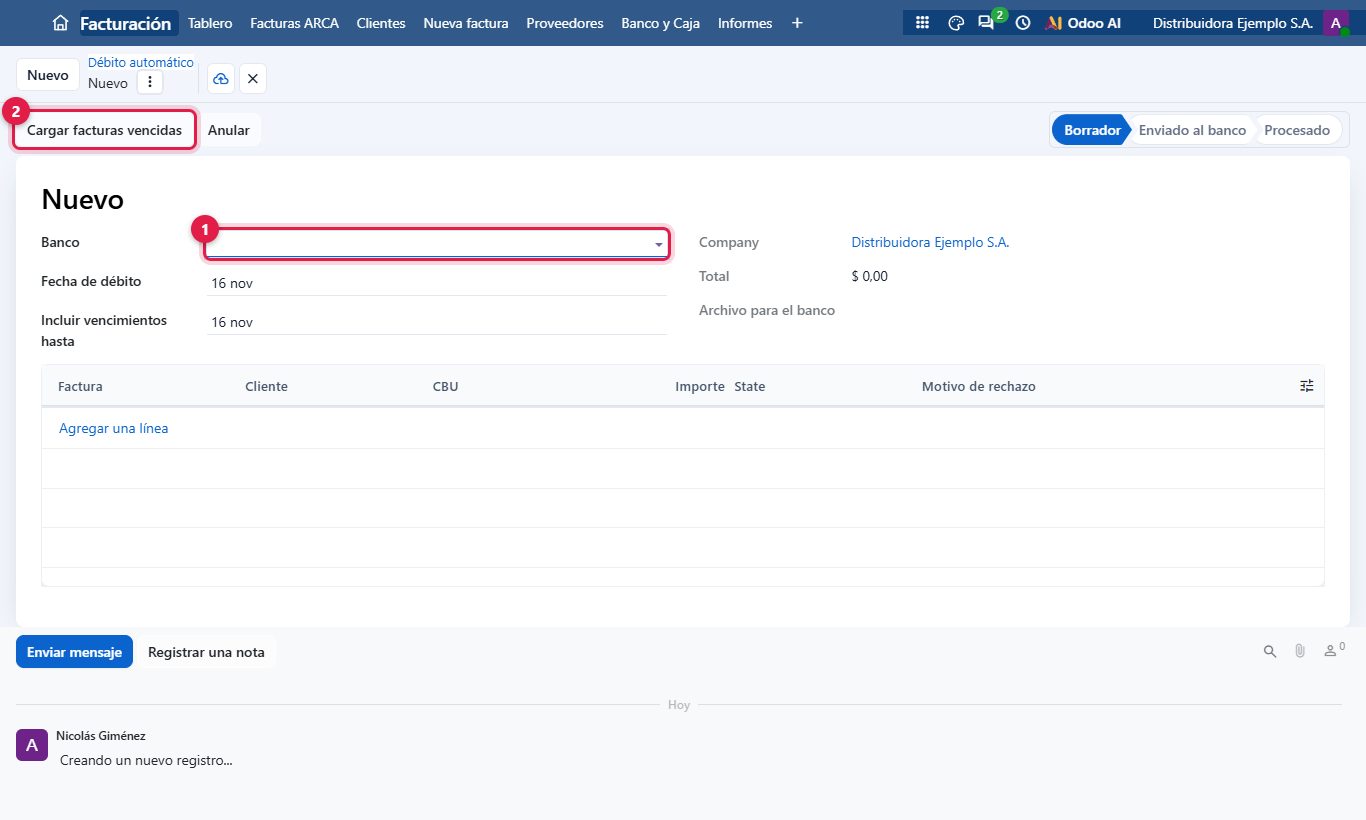 Facturación Tablero Facturas ARCA Clientes Nueva factura Proveedores Banco y Caja Informes + 2 Odoo AI Distribuidora Ejemplo S.A. A
Nuevo Débito automático
Nuevo
2
Cargar facturas vencidas Anular Borrador Enviado al banco Procesado
Nuevo
1
Banco Company Distribuidora Ejemplo S.A.
Fecha de débito 16 nov Total $ 0,00
Incluir vencimientos hasta 16 nov Archivo para el banco
Factura Cliente CBU Importe State Motivo de rechazo
Agregar una línea
Enviar mensaje Registrar una nota 0
Hoy
A Nicolás Giménez
Creando un nuevo registro...